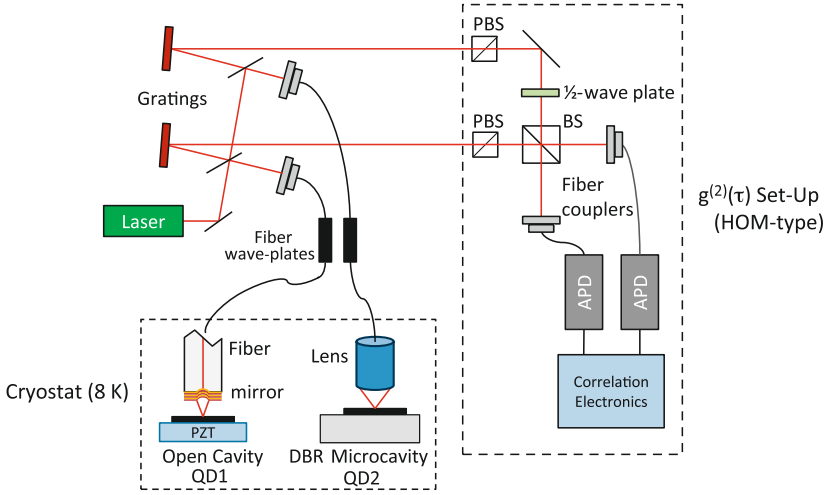 PBS
Gratings
½-wave plate
PBS
BS
Fiber
couplers
g(2)(τ) Set-Up
(HOM-type)
Laser
Fiber
wave-plates
APD
APD
Fiber
Lens
Cryostat (8 K)
mirror
Correlation
Electronics
PZT
Open Cavity
QD1
DBR Microcavity
QD2